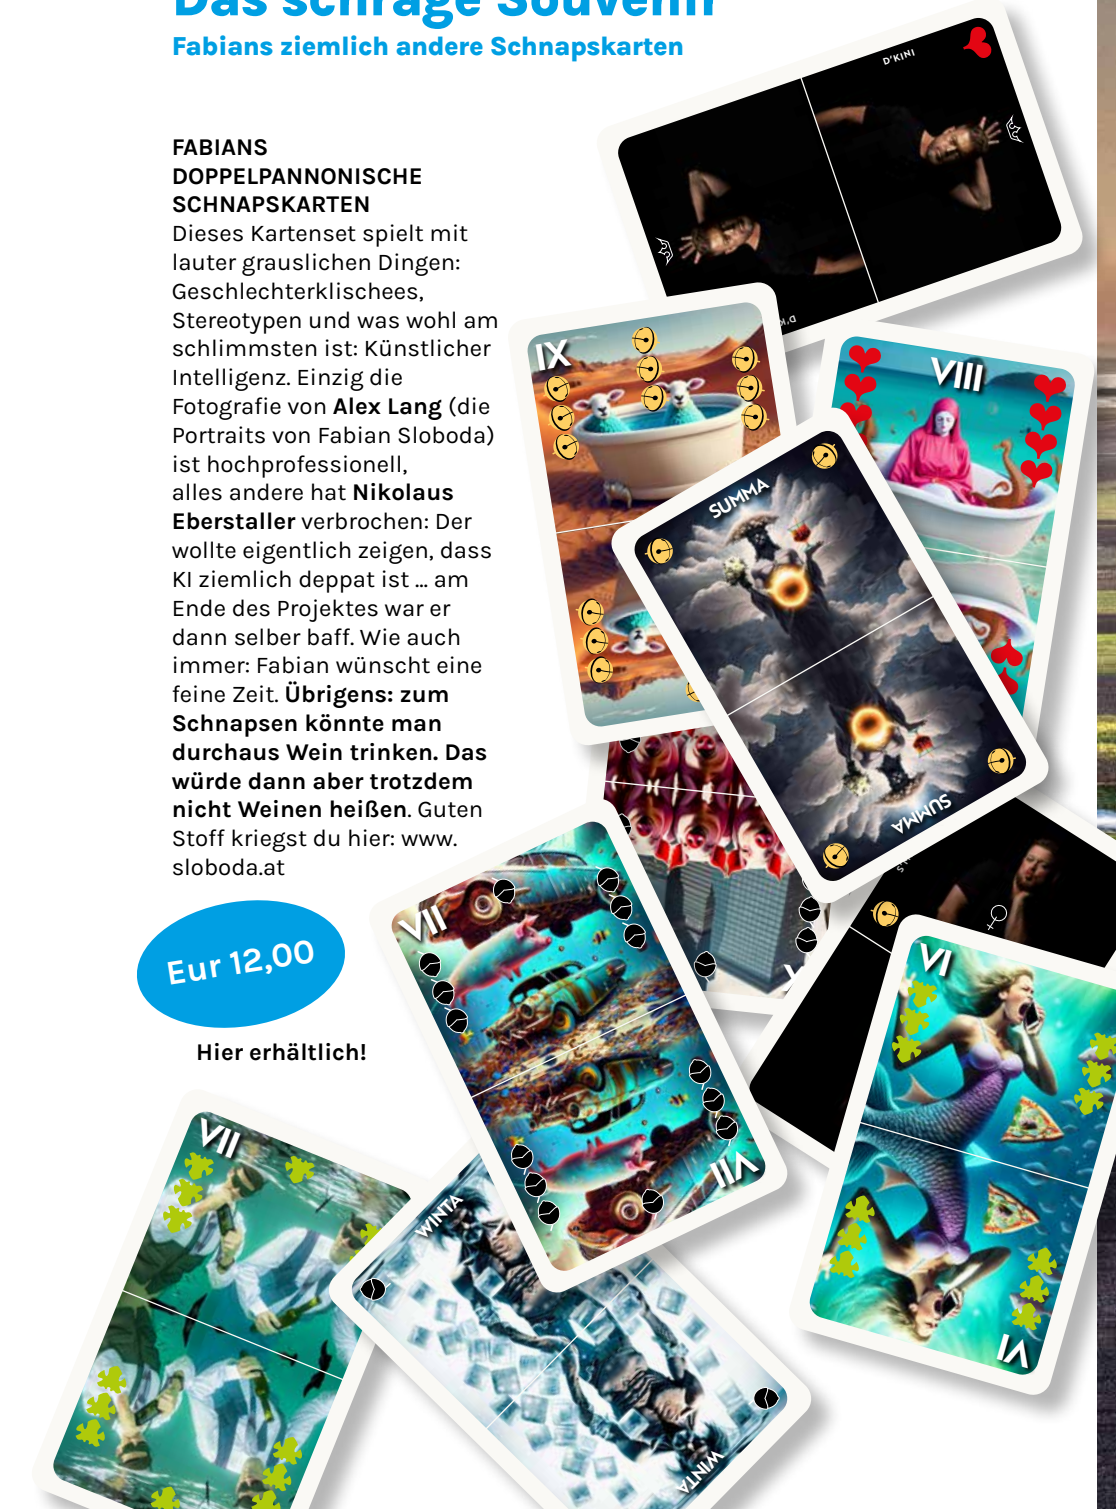 Das schräge Souvenir
Fabians ziemlich andere Schnapskarten
FABIANS
DOPPELPANNONISCHE
SCHNAPSKARTEN
Dieses Kartenset spielt mit
lauter grauslichen Dingen:
Geschlechterklischees,
Stereotypen und was wohl am
schlimmsten ist: Künstlicher
Intelligenz. Einzig die
Fotografie von Alex Lang (die
Portraits von Fabian Sloboda)
ist hochprofessionell,
alles andere hat Nikolaus
Eberstaller verbrochen: Der
wollte eigentlich zeigen, dass
KI ziemlich deppat ist ... am
Ende des Projektes war er
dann selber baff. Wie auch
immer: Fabian wünscht eine
feine Zeit. Übrigens: zum
Schnapsen könnte man
durchaus Wein trinken. Das
würde dann aber trotzdem
nicht Weinen heißen. Guten
Stoff kriegst du hier: www.
sloboda.at
Eur 12,00
Hier erhältlich!
D'KINI
D'KI
IX
VIII
SUMMA
SUMMA
VII
VII
VI
VI
VII
WINTA
WINTA